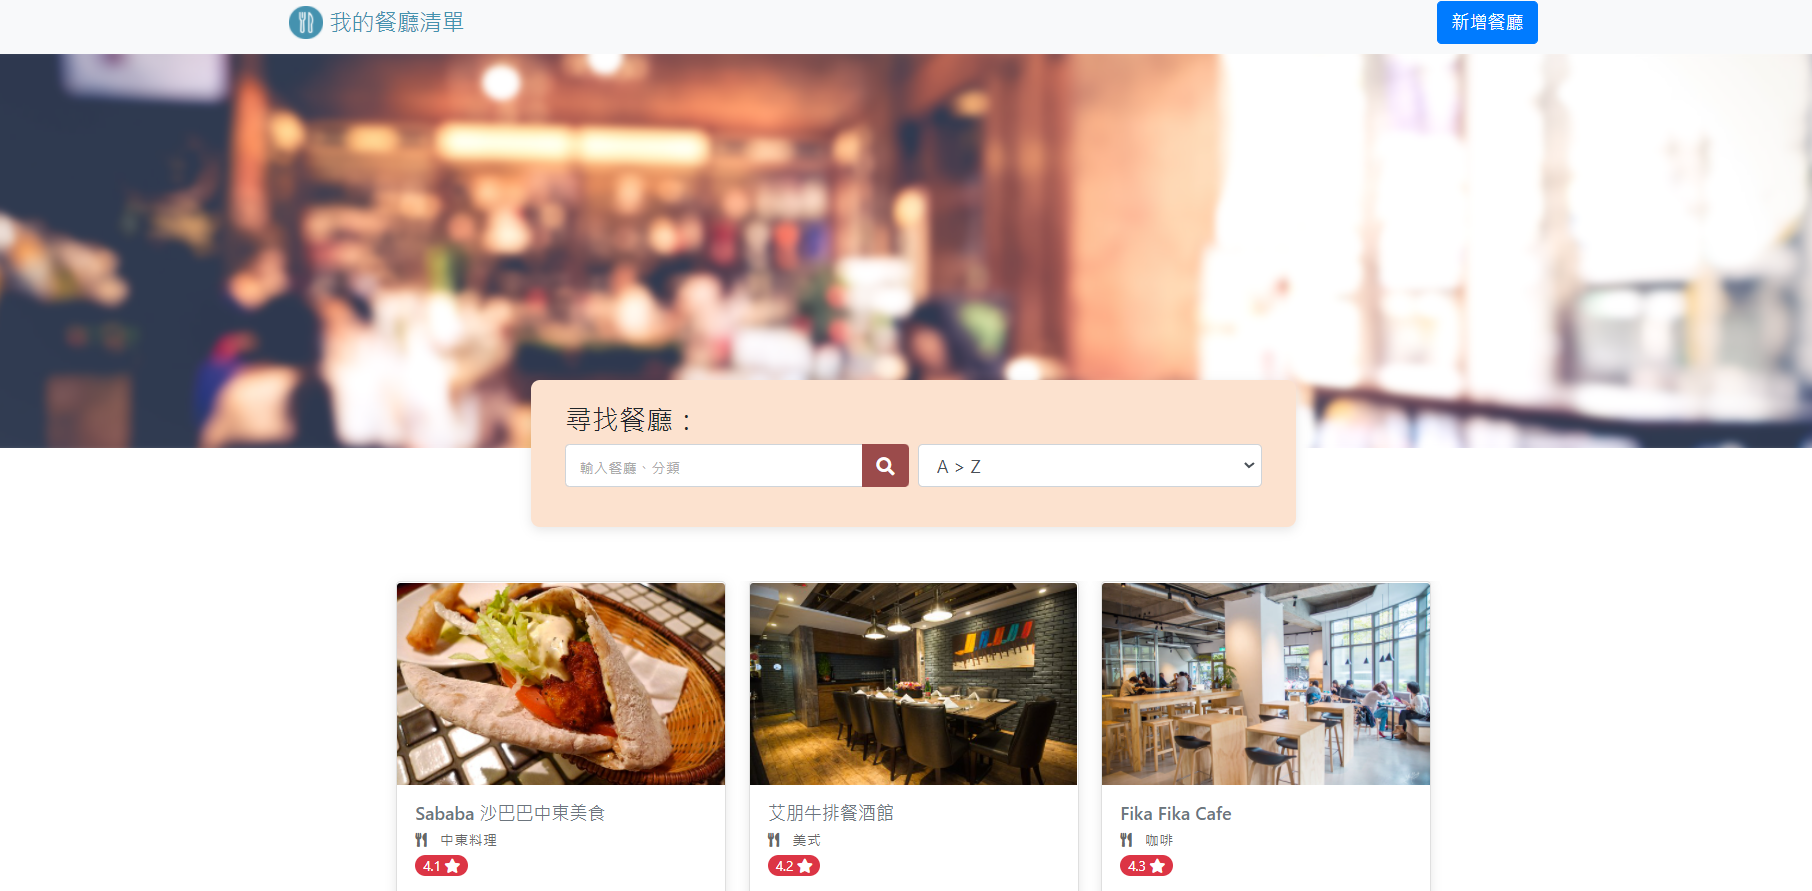 我的餐廳清單
新增餐廳
尋找餐廳：
輸入餐廳、分類
A > Z
Sababa 沙巴巴中東美食
中東料理
4.1
艾朋牛排餐酒館
美式
4.2
Fika Fika Cafe
咖啡
4.3